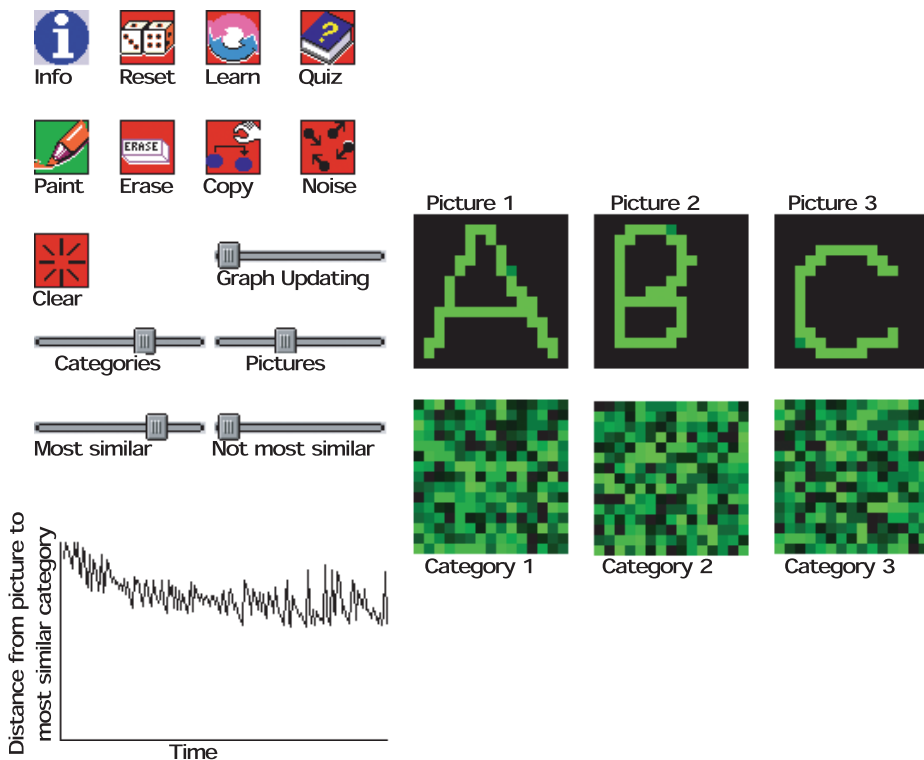 Info
Reset
Learn
Quiz
ERASE
Paint
Erase
Copy
Noise
Clear
Graph Updating
Categories
Pictures
Most similar
Not most similar
Picture 1
Picture 2
Picture 3
A
B
C
Category 1
Category 2
Category 3
Distance from picture to
most similar category
Time